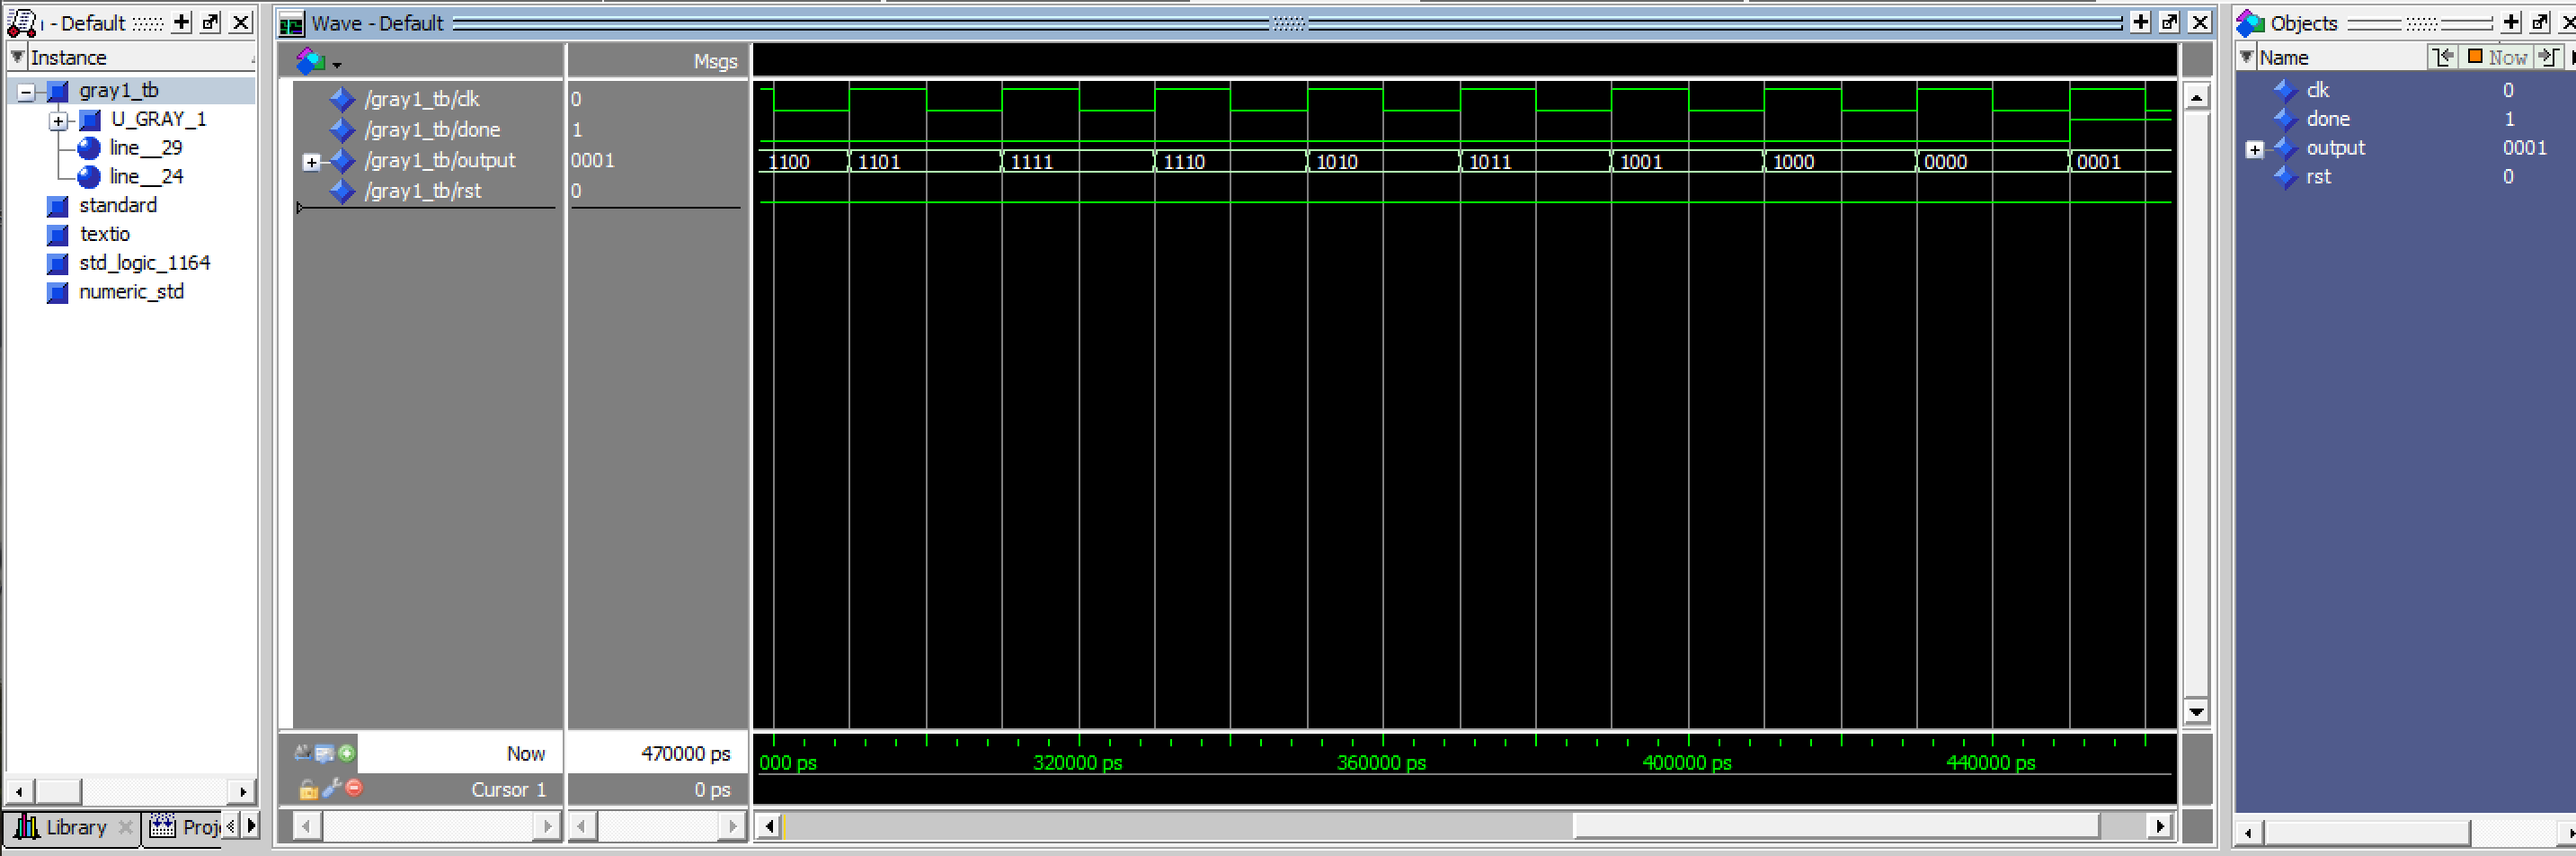 - Default
Instance
gray1_tb
U_GRAY_1
line__29
line__24
standard
textio
std_logic_1164
numeric_std
Library
Proj
Wave - Default
Msgs
/gray1_tb/clk 0
/gray1_tb/done 1
/gray1_tb/output 0001
/gray1_tb/rst 0
1100 1101 1111 1110 1010 1011 1001 1000 0000 0001
Now 470000 ps
000 ps 320000 ps 360000 ps 400000 ps 440000 ps
Cursor 1 0 ps
Objects
Name Now
clk 0
done 1
output 0001
rst 0